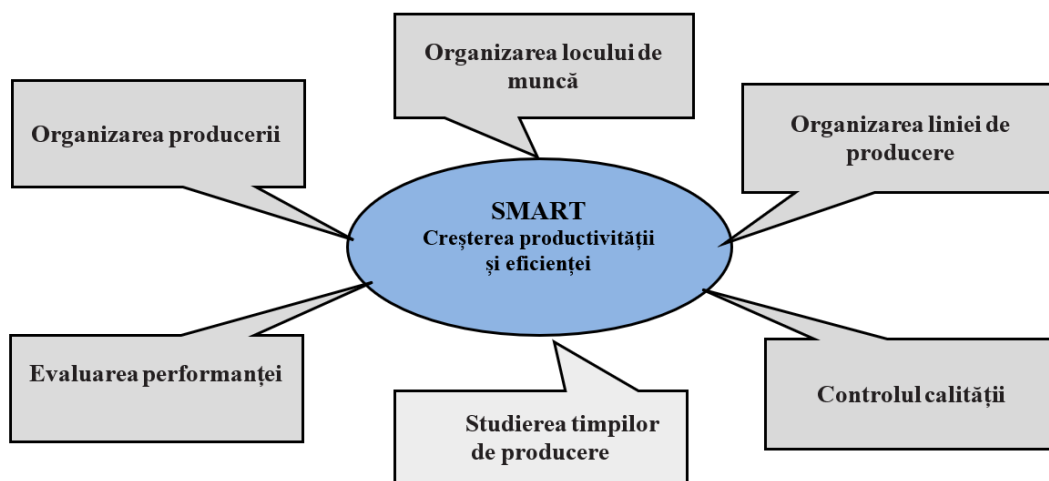 Organizarea locului de
muncă
Organizarea producerii
Organizarea liniei de
producere
SMART
Creșterea productivității
și eficienței
Evaluarea performanței
Studierea timpilor
de producere
Controlul calității